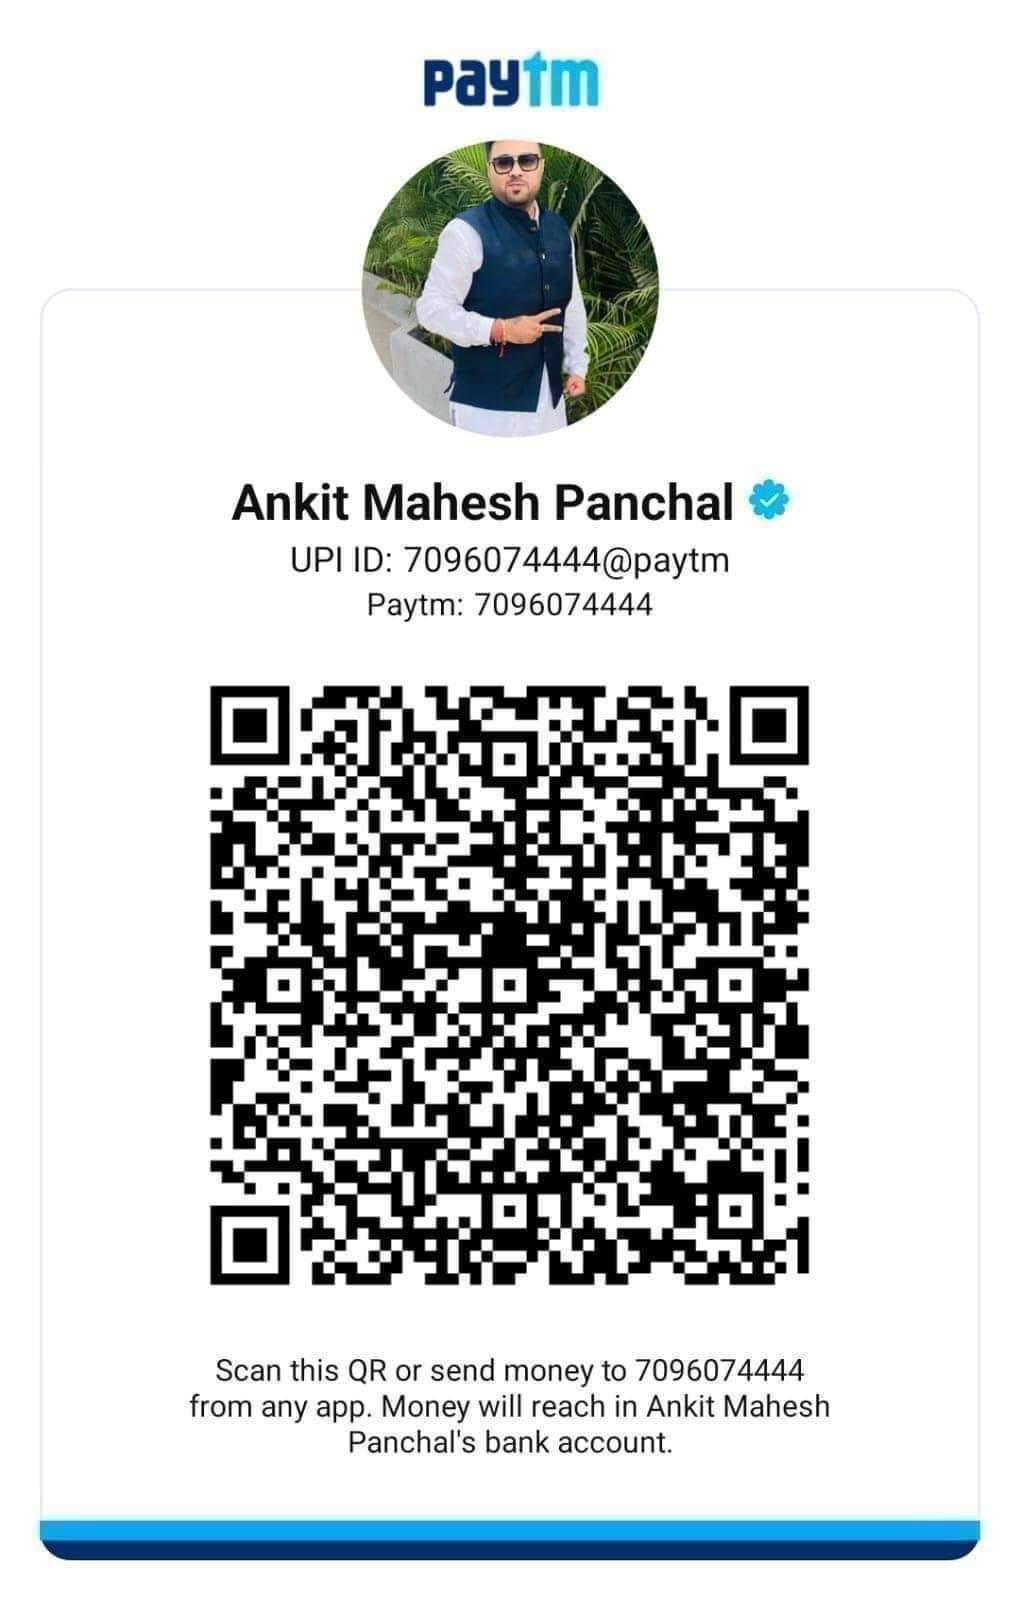 paytm
Ankit Mahesh Panchal
UPI ID: 7096074444@paytm
Paytm: 7096074444
Scan this QR or send money to 7096074444
from any app. Money will reach in Ankit Mahesh
Panchal's bank account.